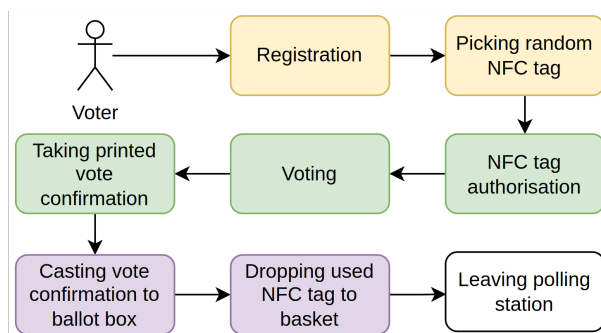 Voter
Registration
Picking random
NFC tag
NFC tag
authorisation
Voting
Taking printed
vote
confirmation
Casting vote
confirmation to
ballot box
Dropping used
NFC tag to
basket
Leaving polling
station